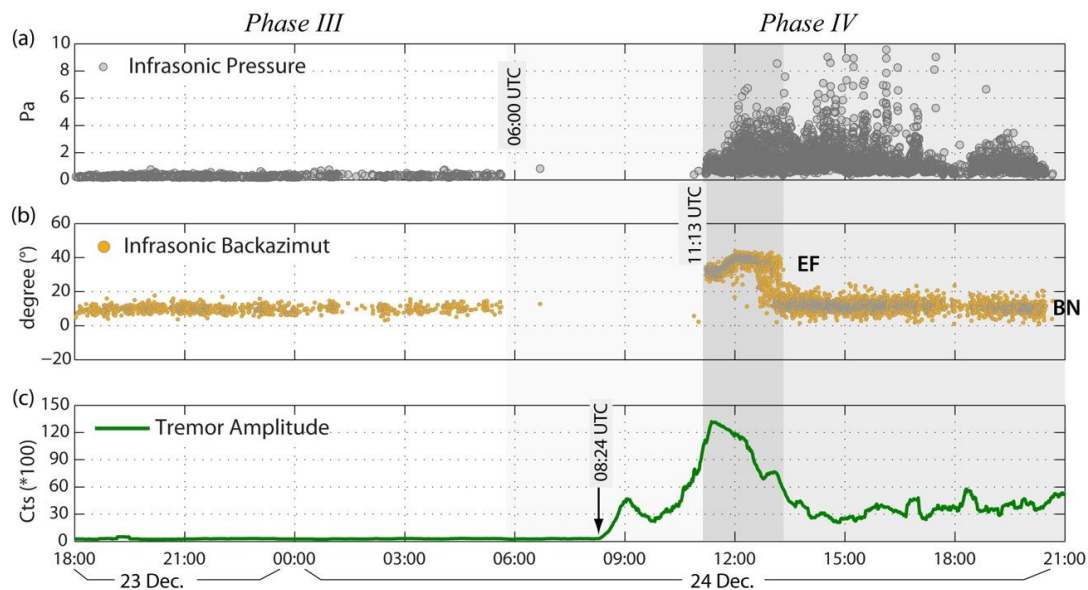 Phase III Phase IV
(a)
Infrasonic Pressure
Pa
10
8
6
4
2
0
06:00 UTC
(b)
Infrasonic Backazimut
degree (°)
60
40
20
0
−20
11:13 UTC
EF
BN
(c)
Tremor Amplitude
Cts (*100)
150
120
90
60
30
0
08:24 UTC
18:00 21:00 00:00 03:00 06:00 09:00 12:00 15:00 18:00 21:00
23 Dec. 24 Dec.